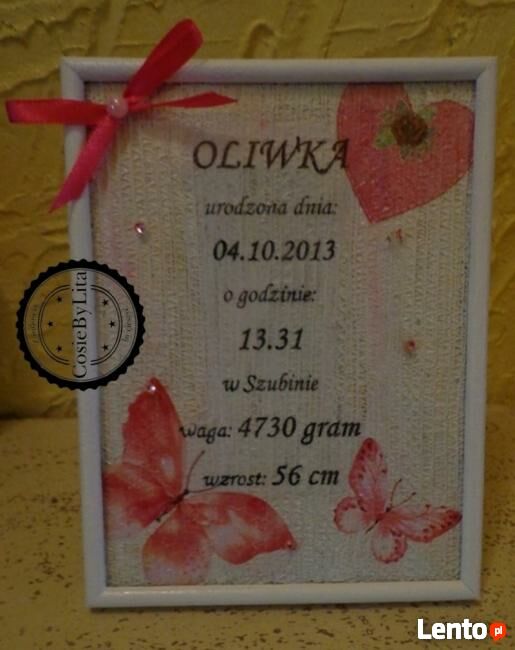 OLIWKA
urodzona dnia:
04.10.2013
o godzinie:
13.31
w Szubinie
waga: 4730 gram
wzrost: 56 cm
CosieByLita
Lento.pl